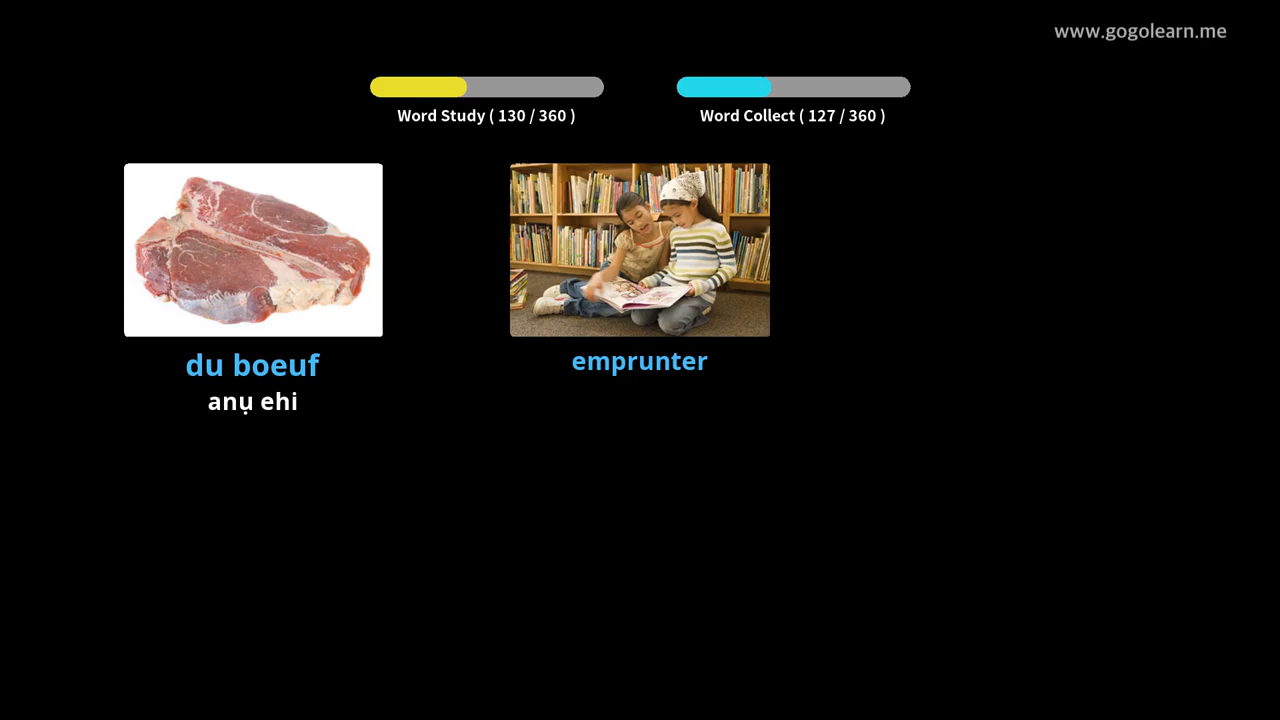 www.gogolearn.me
Word Study ( 130 / 360 )
Word Collect ( 127 / 360 )
du boeuf
anụ ehi
emprunter